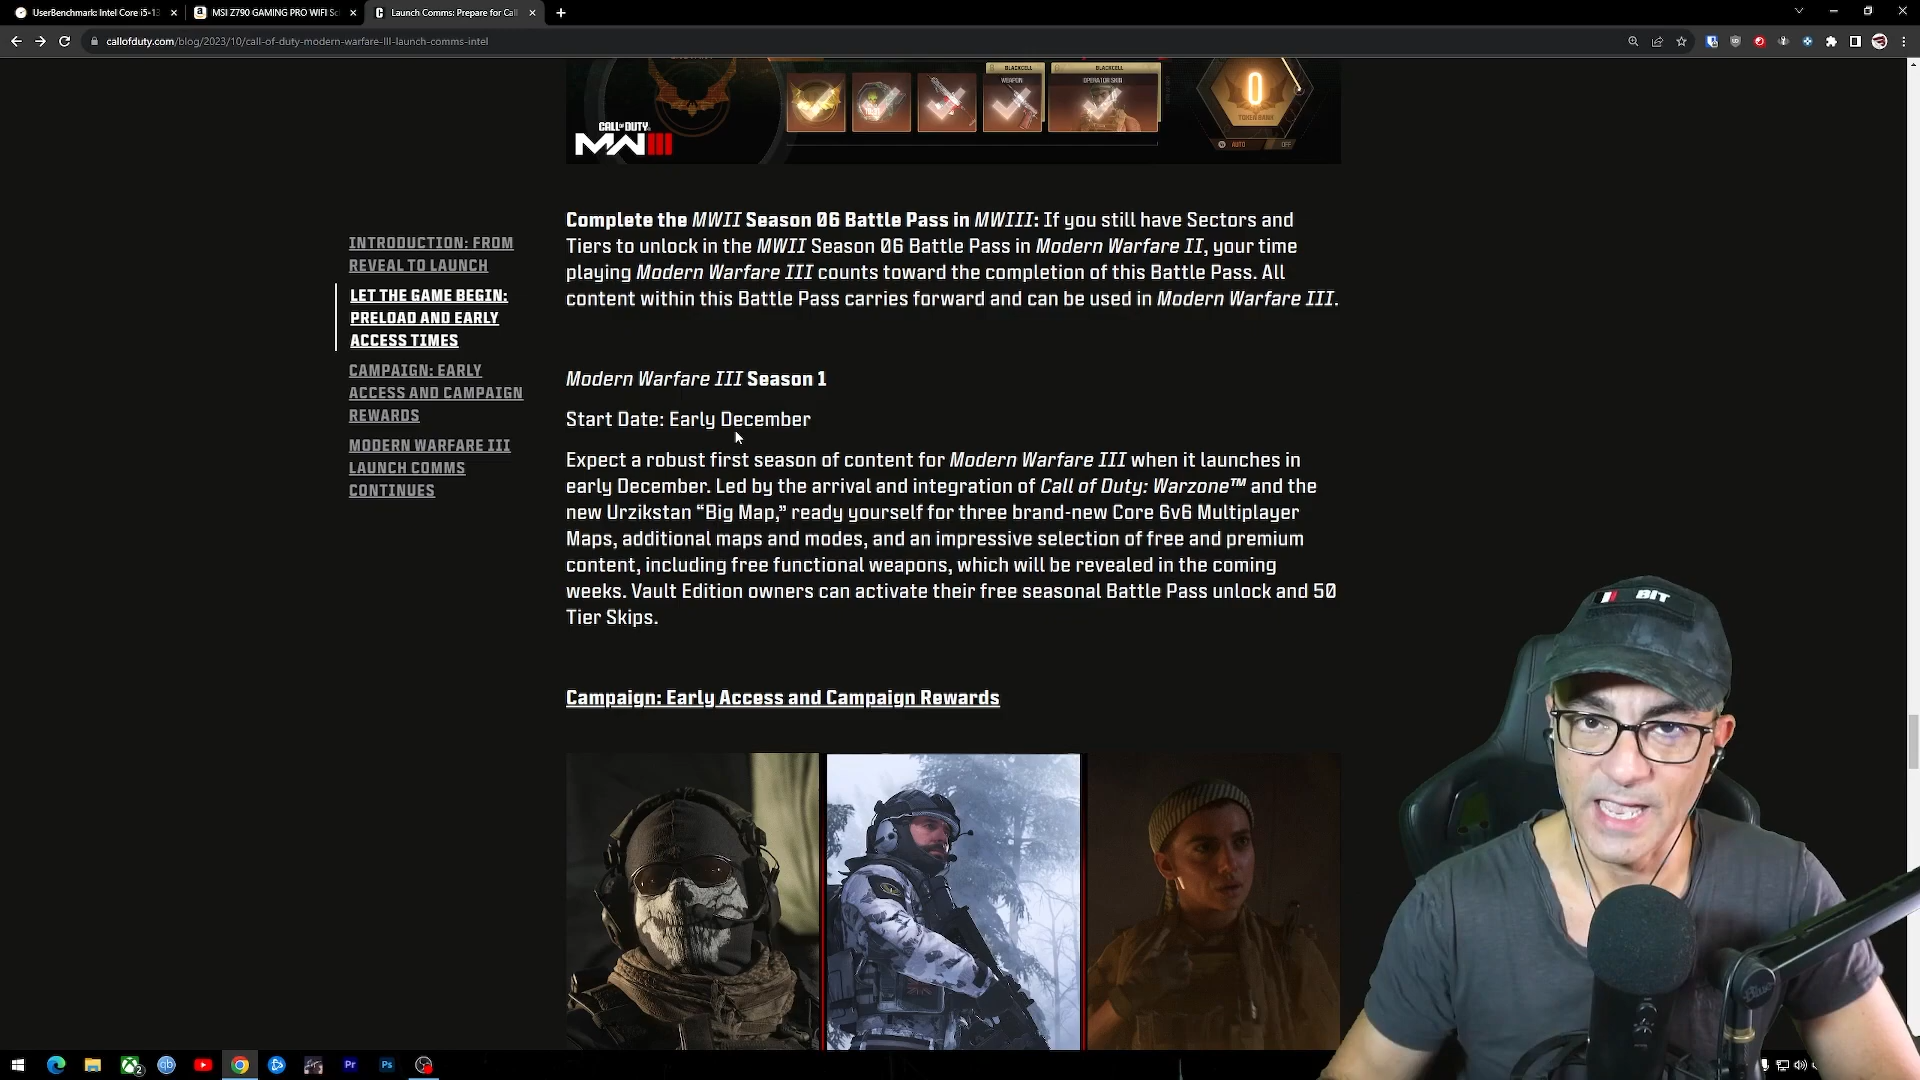 UserBenchmark: Intel Core i5-13
MSI Z790 GAMING PRO WIFI Sc
Launch Comms: Prepare for Cal
callofduty.com/blog/2023/10/call-of-duty-modern-warfare-III-launch-comms-intel
BLACKCELL
BLACKCELL
WEAPON
OPERATOR SKIN
0
TOKEN BANK
AUTO
OFF
CALL OF DUTY
MWIII
INTRODUCTION: FROM
REVEAL TO LAUNCH
LET THE GAME BEGIN:
PRELOAD AND EARLY
ACCESS TIMES
CAMPAIGN: EARLY
ACCESS AND CAMPAIGN
REWARDS
MODERN WARFARE III
LAUNCH COMMS
CONTINUES
Complete the MWII Season 06 Battle Pass in MWIII: If you still have Sectors and
Tiers to unlock in the MWII Season 06 Battle Pass in Modern Warfare II, your time
playing Modern Warfare III counts toward the completion of this Battle Pass. All
content within this Battle Pass carries forward and can be used in Modern Warfare III.
Modern Warfare III Season 1
Start Date: Early December
Expect a robust first season of content for Modern Warfare III when it launches in
early December. Led by the arrival and integration of Call of Duty: Warzone™ and the
new Urzikstan “Big Map,” ready yourself for three brand-new Core 6v6 Multiplayer
Maps, additional maps and modes, and an impressive selection of free and premium
content, including free functional weapons, which will be revealed in the coming
weeks. Vault Edition owners can activate their free seasonal Battle Pass unlock and 50
Tier Skips.
Campaign: Early Access and Campaign Rewards
BIT
2
qb
Pr
Ps